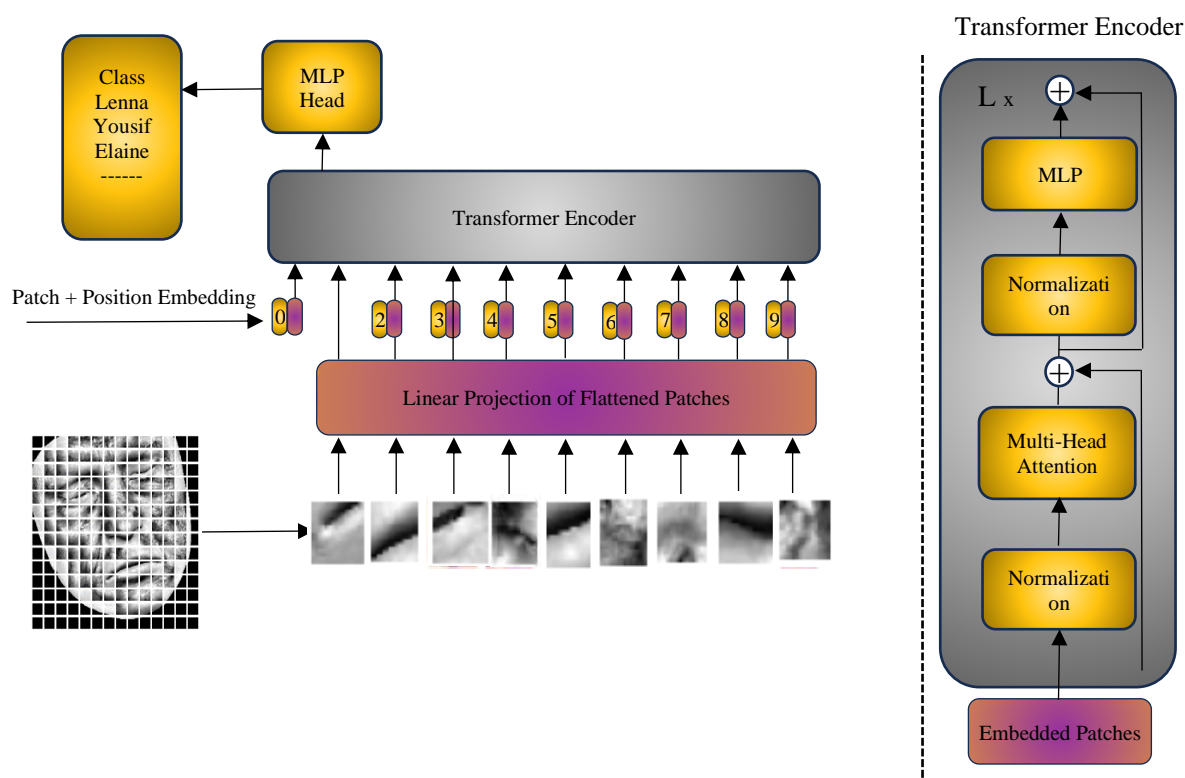 Transformer Encoder
Class
Lenna
Yousif
Elaine
------
MLP
Head
Transformer Encoder
Patch + Position Embedding
0
2
3
4
5
6
7
8
9
Linear Projection of Flattened Patches
L x
+
MLP
Normalizati
on
+
Multi-Head
Attention
Normalizati
on
Embedded Patches